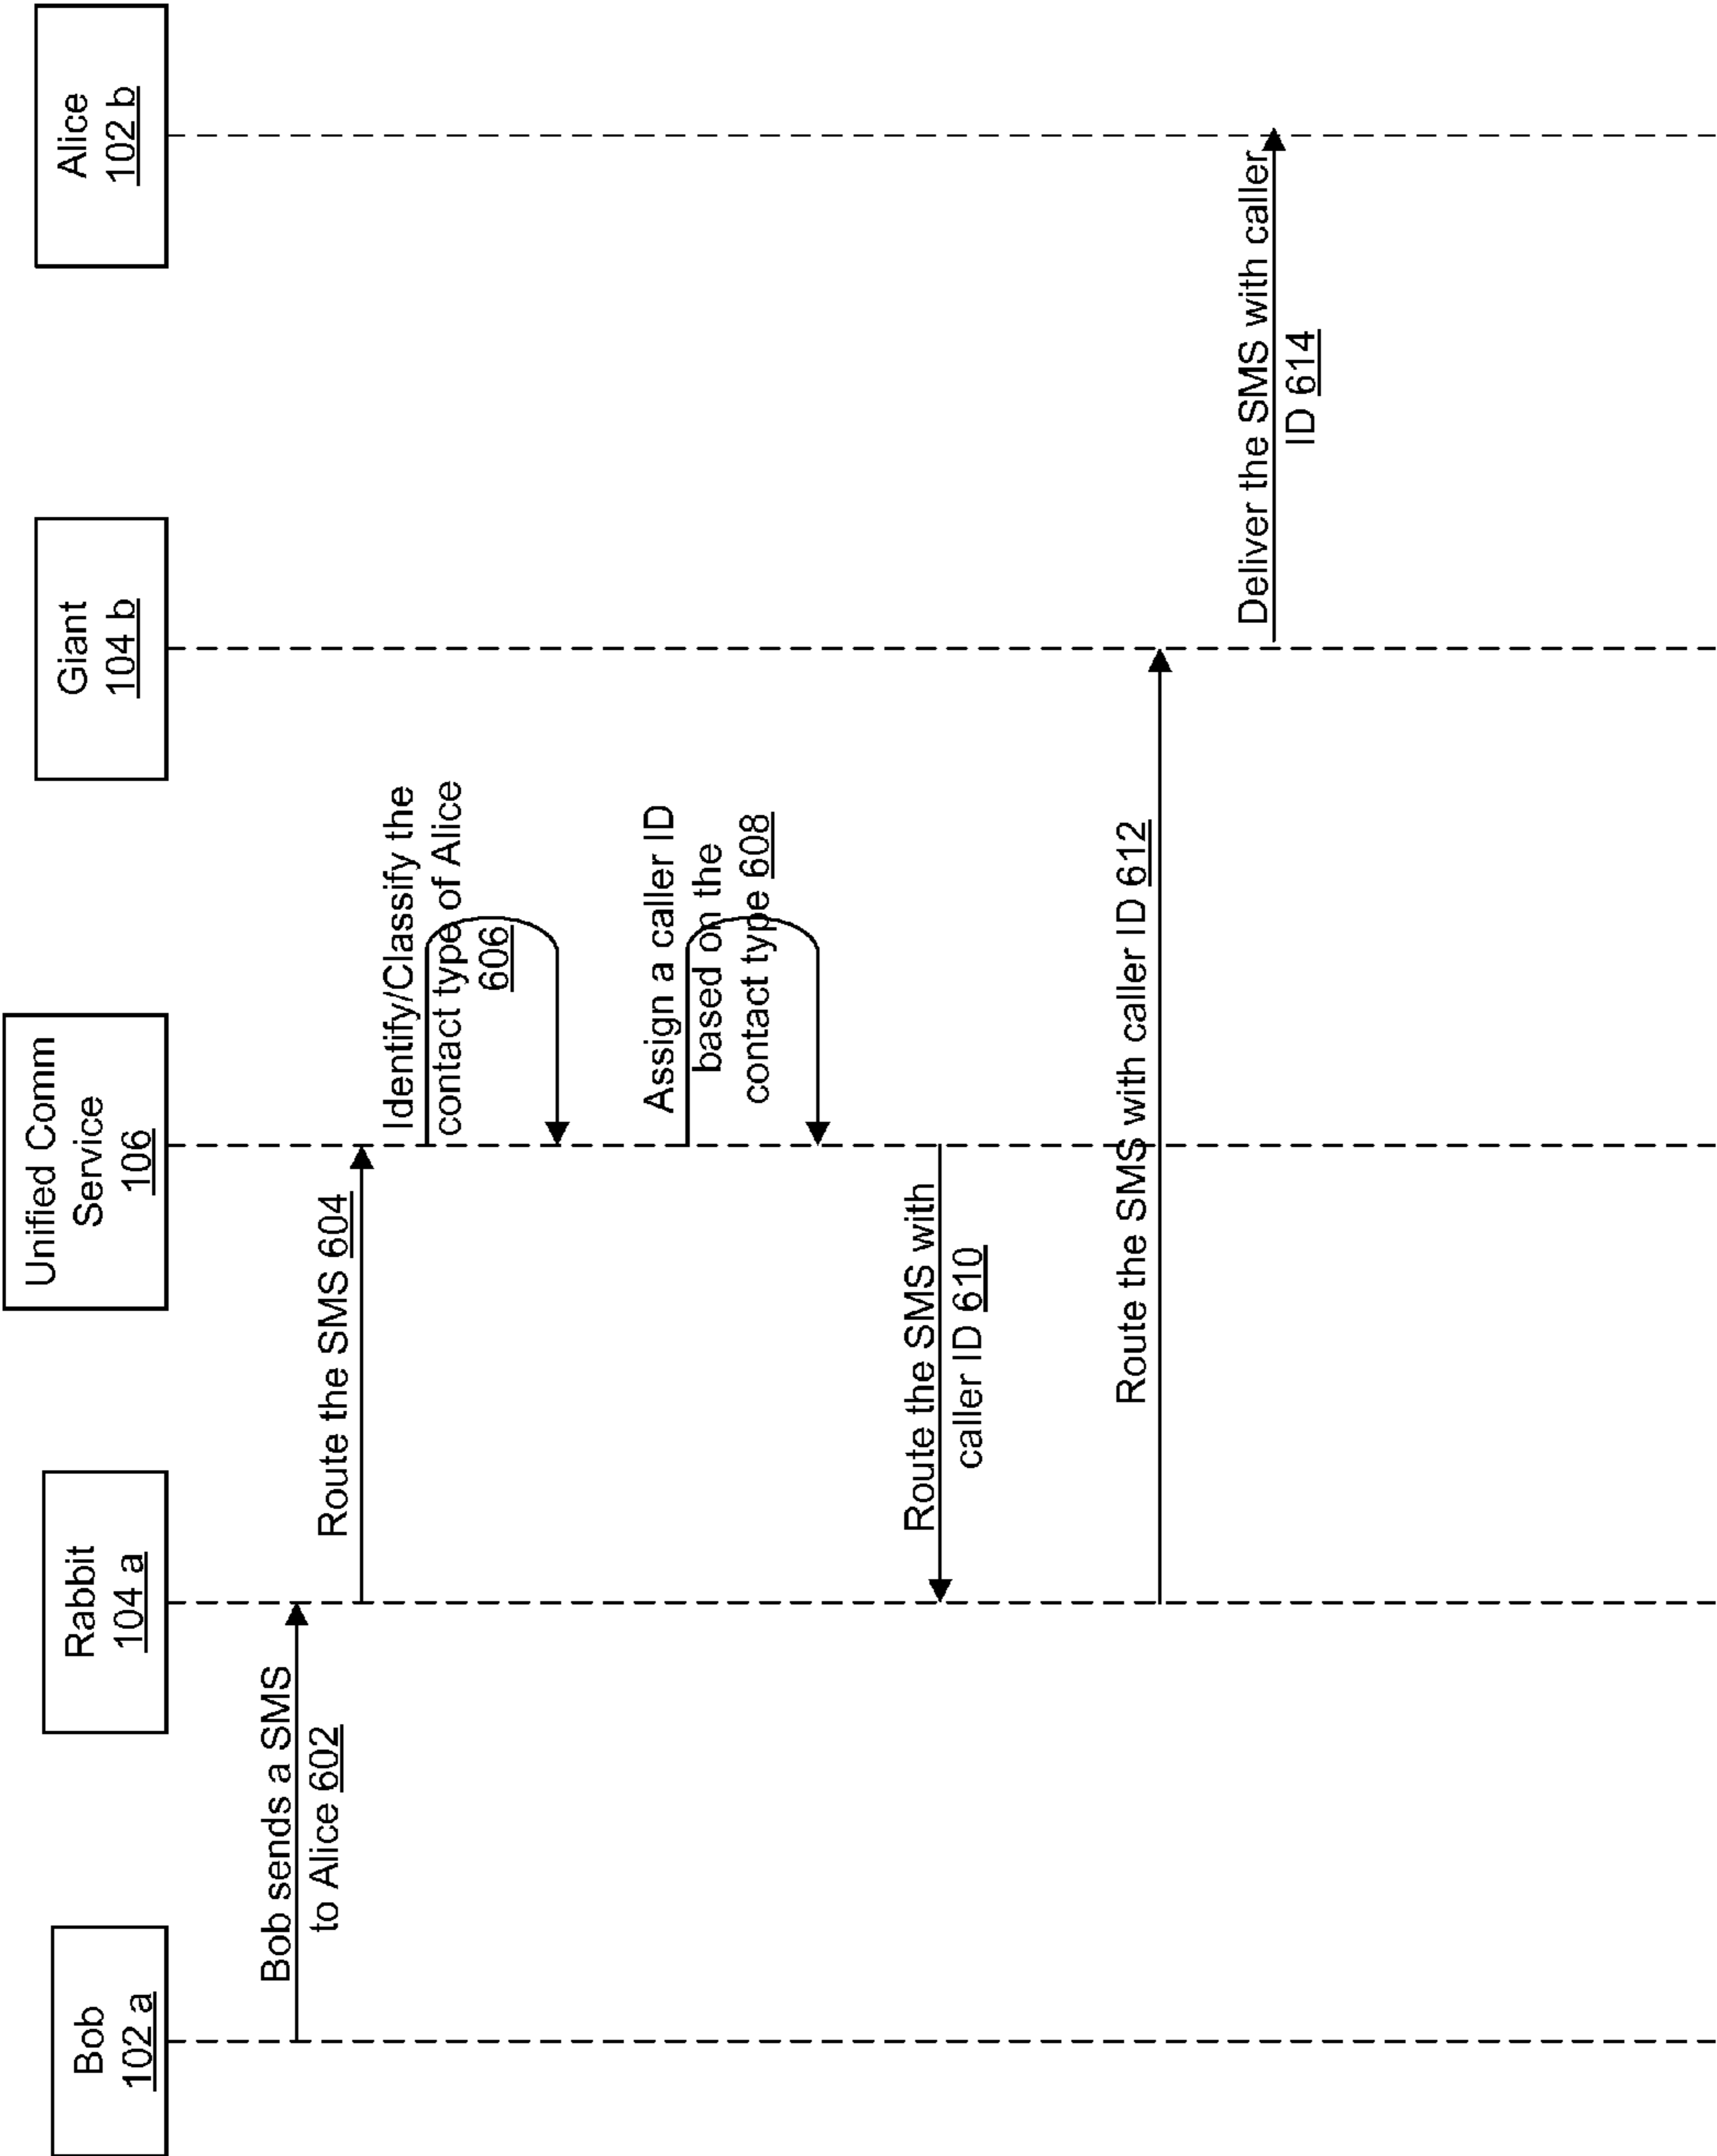 Bob
102 a
Rabbit
104 a
Unified Comm
Service
106
Giant
104 b
Alice
102 b
Bob sends a SMS
to Alice 602
Route the SMS 604
Identify/Classify the
contact type of Alice
606
Assign a caller ID
based on the
contact type 608
Route the SMS with
caller ID 610
Route the SMS with caller ID 612
Deliver the SMS with caller
ID 614